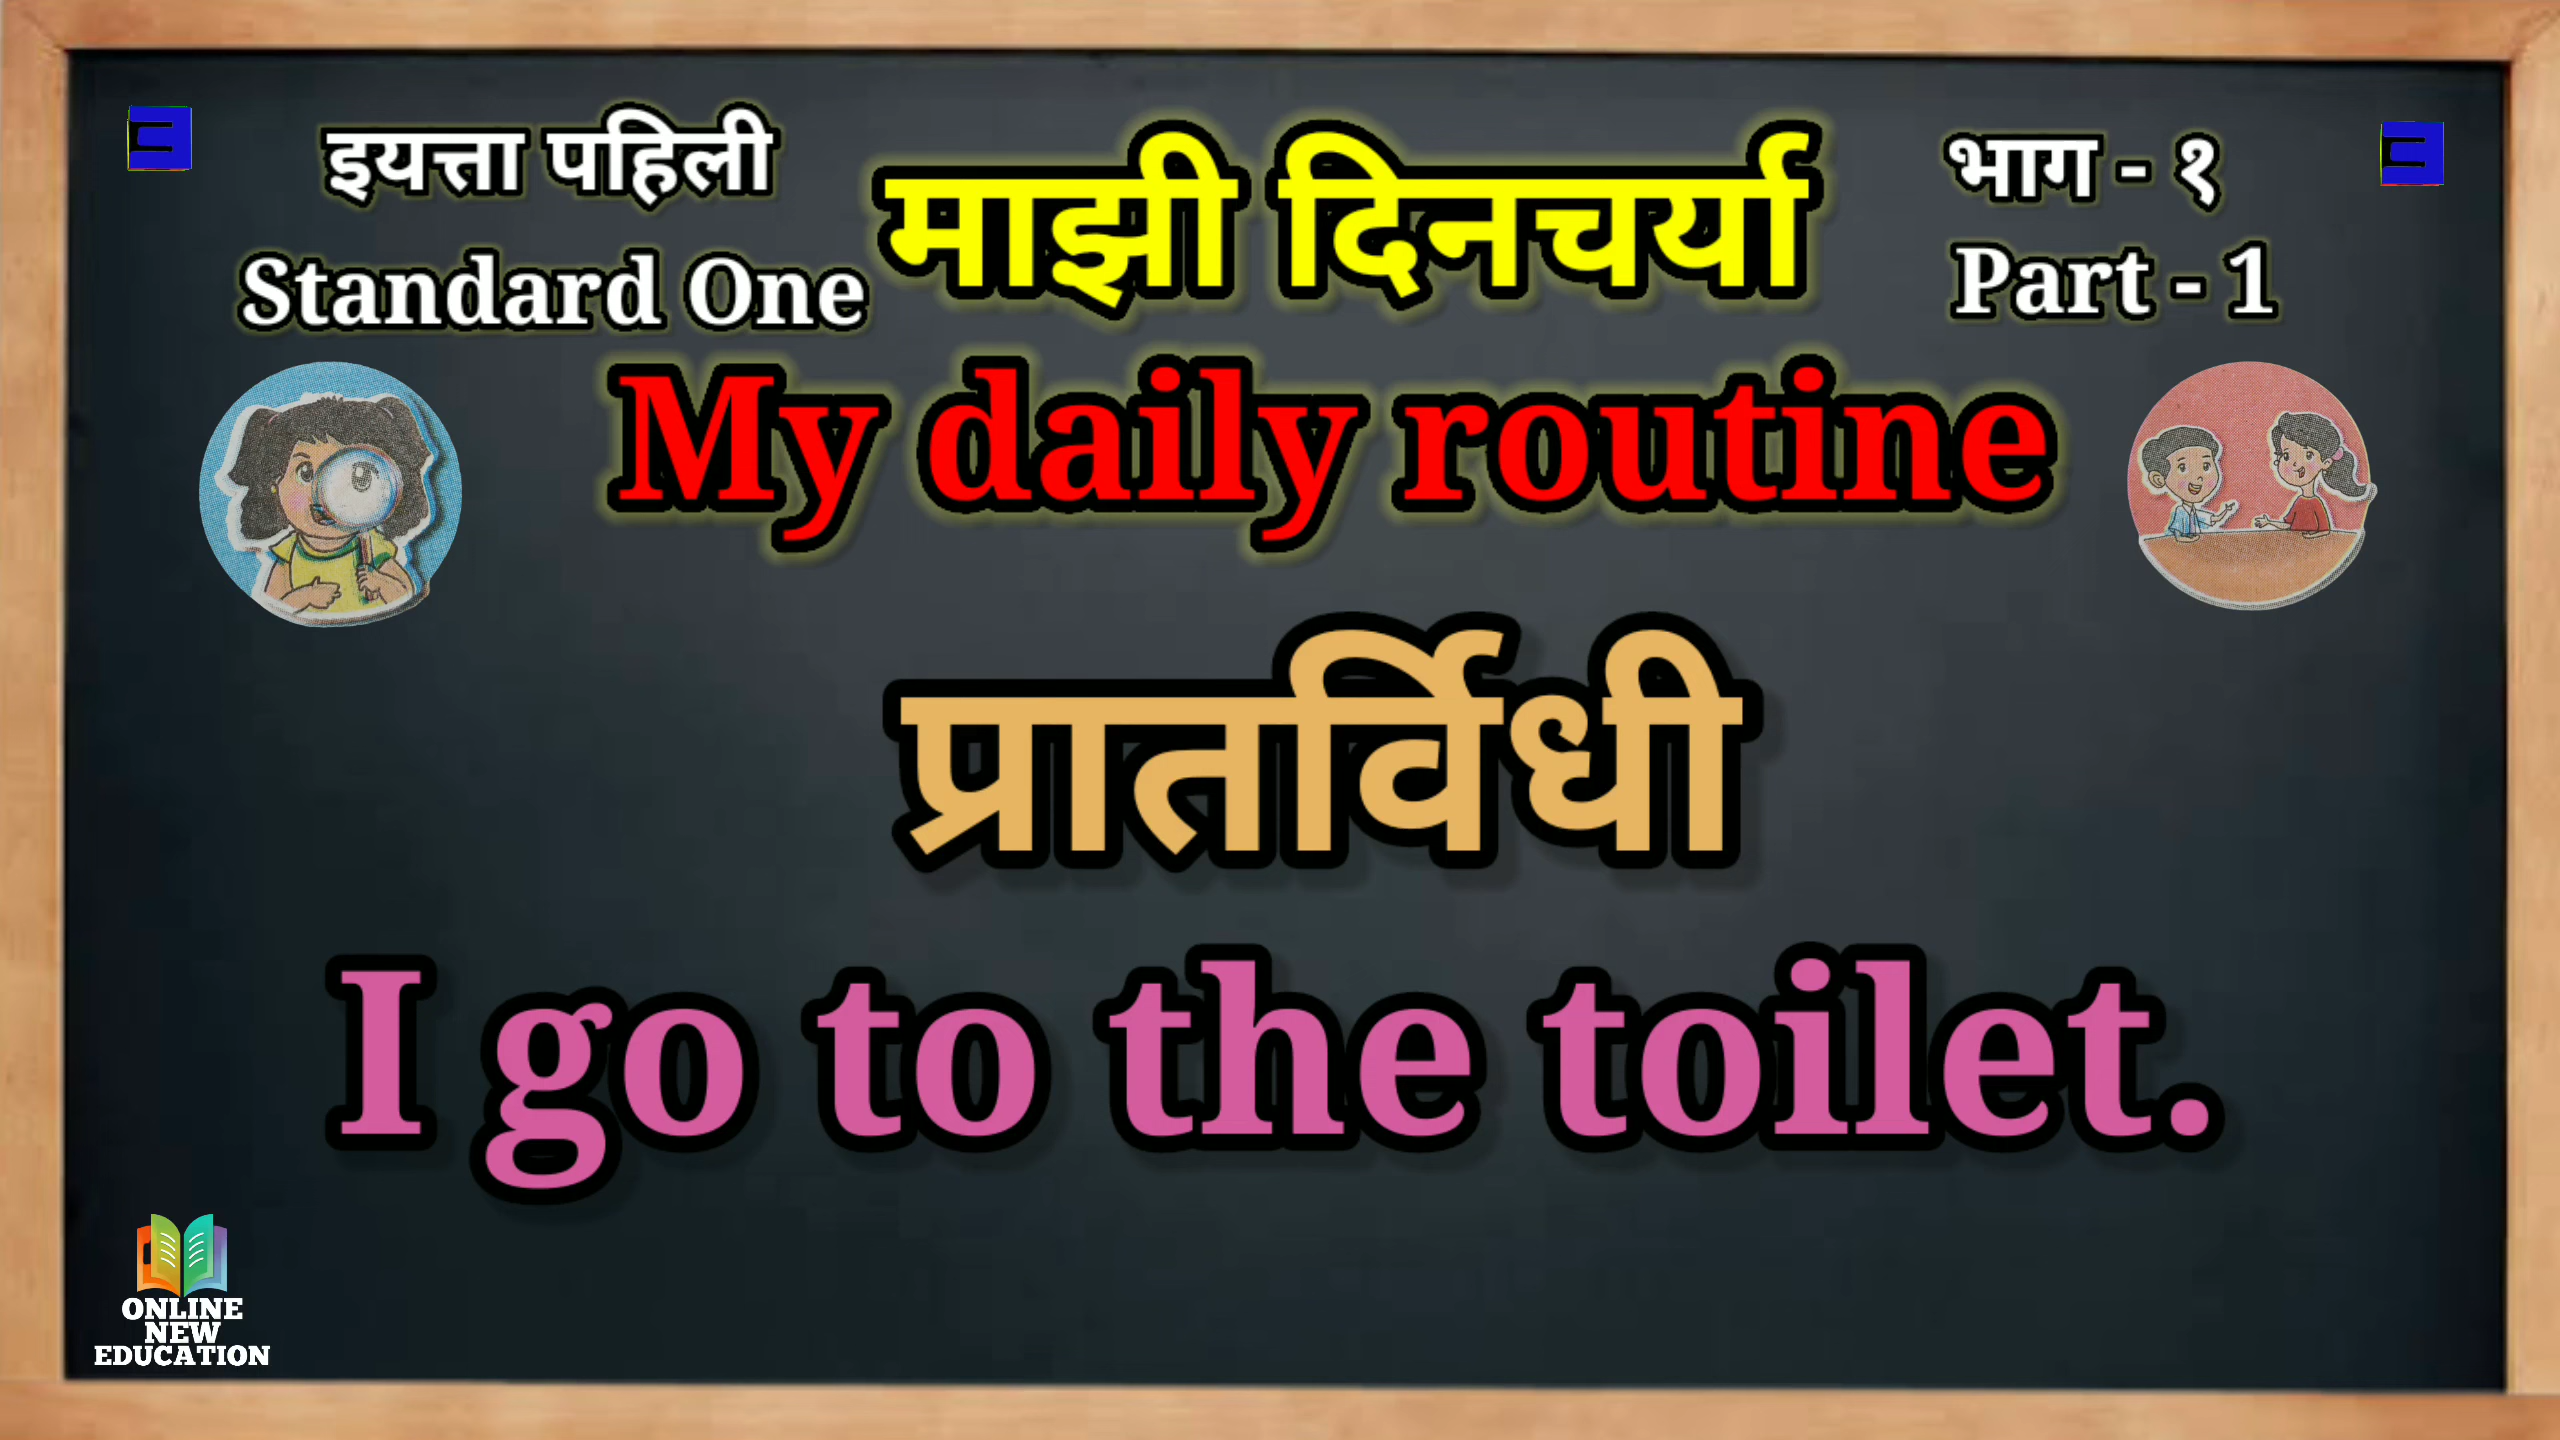 इयत्ता पहिली
Standard One
माझी दिनचर्या
भाग - १
Part - 1
My daily routine
प्रातर्विधी
I go to the toilet.
ONLINE
NEW
EDUCATION